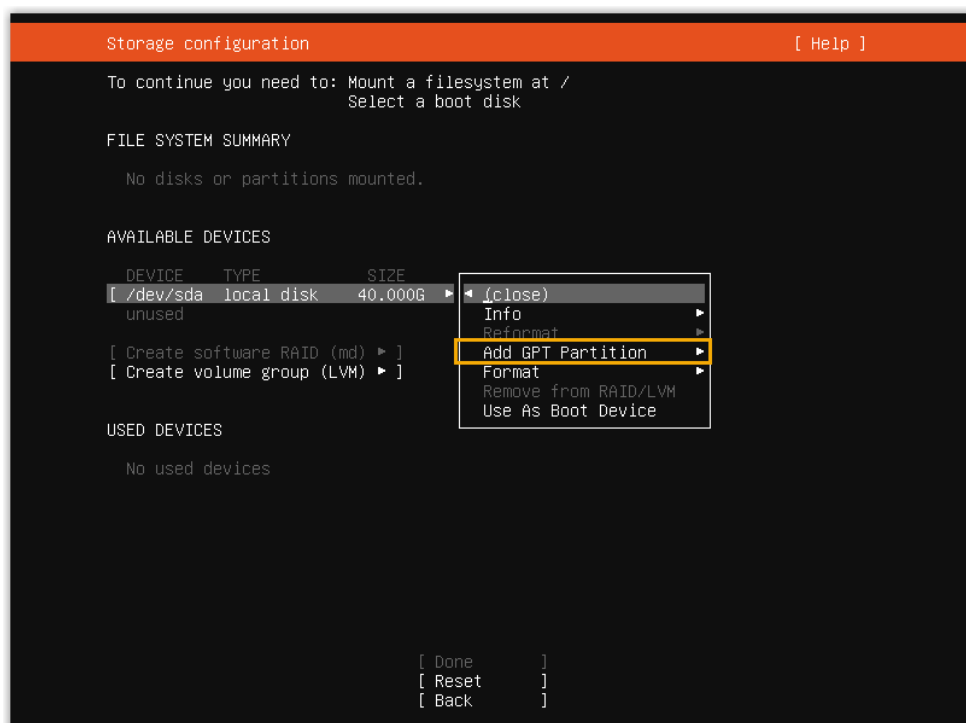 Storage configuration [ Help ]
To continue you need to: Mount a filesystem at /
Select a boot disk
FILE SYSTEM SUMMARY
No disks or partitions mounted.
AVAILABLE DEVICES
DEVICE TYPE SIZE
[ /dev/sda local disk 40.000G ▸ ◂ (close)
unused Info ▸
Reformat ▸
[ Create software RAID (md) ▸ ] Add GPT Partition ▸
[ Create volume group (LVM) ▸ ] Format ▸
Remove from RAID/LVM
Use As Boot Device
USED DEVICES
No used devices
[ Done ]
[ Reset ]
[ Back ]